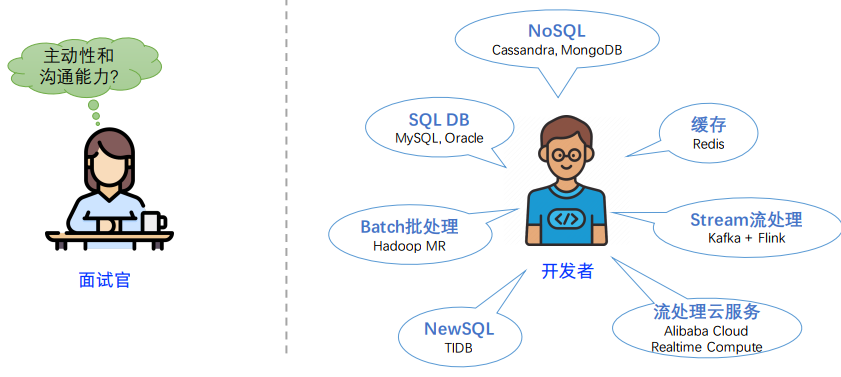 主动性和
沟通能力?
面试官
NoSQL
Cassandra, MongoDB
SQL DB
MySQL, Oracle
缓存
Redis
Batch批处理
Hadoop MR
Stream流处理
Kafka + Flink
</>
开发者
NewSQL
TIDB
流处理云服务
Alibaba Cloud
Realtime Compute